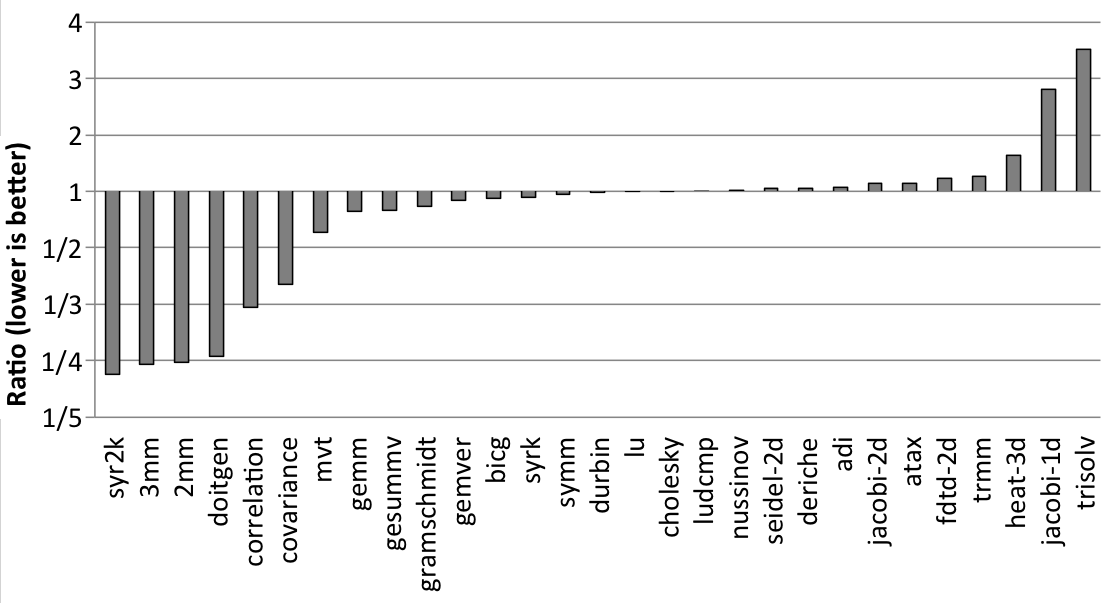 Ratio (lower is better)
4
3
2
1
1/2
1/3
1/4
1/5
syr2k
3mm
2mm
doitgen
correlation
covariance
mvt
gemm
gesummv
gramschmidt
gemver
bicg
syrk
symm
durbin
lu
cholesky
ludcmp
nussinov
seidel-2d
deriche
adi
jacobi-2d
atax
fdtd-2d
trmm
heat-3d
jacobi-1d
trisolv